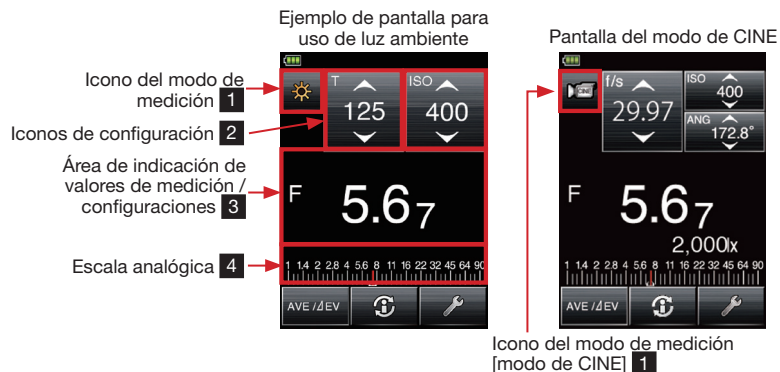 Ejemplo de pantalla para
uso de luz ambiente
Pantalla del modo de CINE
Icono del modo de
medición 1
Iconos de configuración 2
Área de indicación de
valores de medición /
configuraciones 3
Escala analógica 4
T
125
ISO
400
F
5.67
1 1.4 2 2.8 4 5.6 8 11 16 22 32 45 64 90
AVE/⊿EV
f/s
29.97
ISO
400
ANG
172.8°
F
5.67
2,000lx
1 1.4 2 2.8 4 5.6 8 11 16 22 32 45 64 90
AVE/⊿EV
Icono del modo de medición
[modo de CINE] 1